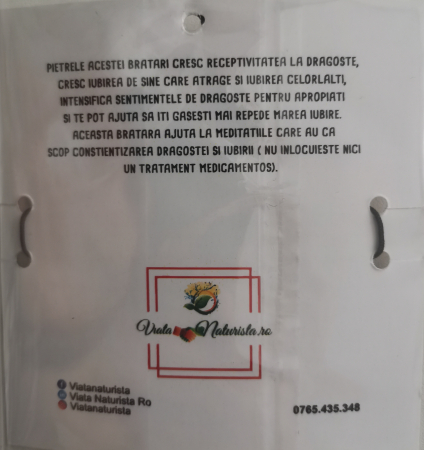 PIETRELE ACESTEI BRATARI CRESC RECEPTIVITATEA LA DRAGOSTE,
CRESC IUBIREA DE SINE CARE ATRAGE SI IUBIREA CELORLALTI,
INTENSIFICA SENTIMENTELE DE DRAGOSTE PENTRU APROPIATI
SI TE POT AJUTA SA ITI GASESTI MAI REPEDE MAREA IUBIRE.
ACEASTA BRATARA AJUTA LA MEDITATIILE CARE AU CA
SCOP CONSTIENTIZAREA DRAGOSTEI SI IUBIRII ( NU INLOCUIESTE NICI
UN TRATAMENT MEDICAMENTOS).
Viata Naturista.ro
Viatanaturista
Viata Naturista Ro
Viatanaturista
0765.435.348